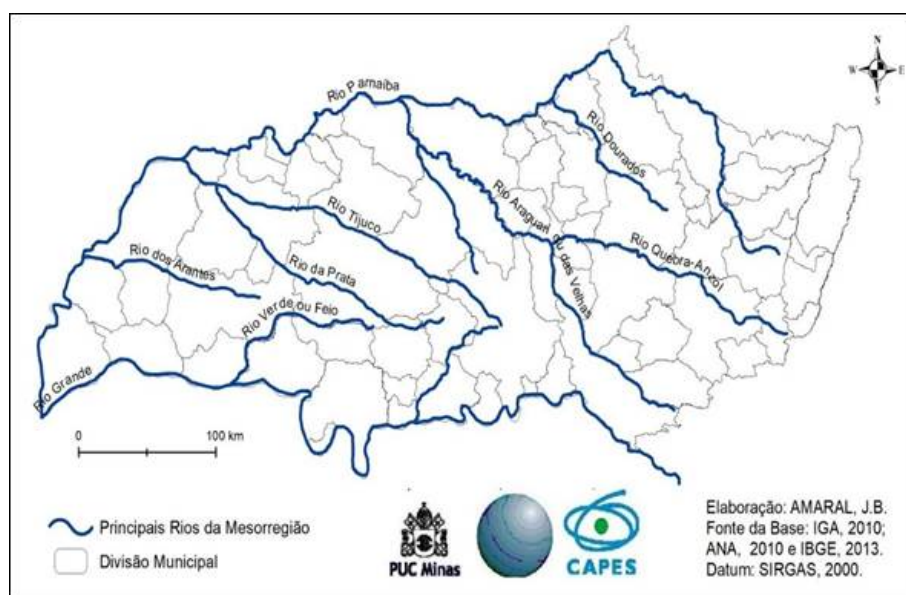 N
W E
S
Rio Parnaíba
Rio Dourados
Rio Tijuco
Rio Araguari ou das Velhas
Rio Quebra-Anzol
Rio dos Arantes
Rio da Prata
Rio Verde ou Feio
Rio Grande
0 100 km
Principais Rios da Mesorregião
Divisão Municipal
PUC Minas
CAPES
Elaboração: AMARAL, J.B.
Fonte da Base: IGA, 2010;
ANA, 2010 e IBGE, 2013.
Datum: SIRGAS, 2000.